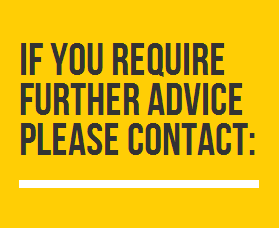 IF YOU REQUIRE
FURTHER ADVICE
PLEASE CONTACT: